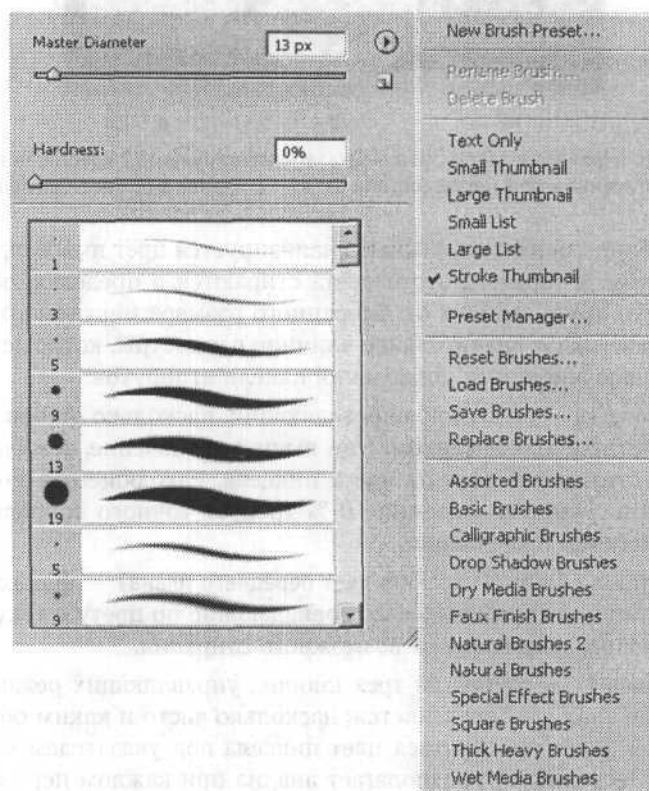 Master Diameter
13 px
Hardness:
0%
1
3
5
9
13
19
5
9
New Brush Preset...
Rename Brush...
Delete Brush
Text Only
Small Thumbnail
Large Thumbnail
Small List
Large List
Stroke Thumbnail
Preset Manager...
Reset Brushes...
Load Brushes...
Save Brushes...
Replace Brushes...
Assorted Brushes
Basic Brushes
Calligraphic Brushes
Drop Shadow Brushes
Dry Media Brushes
Faux Finish Brushes
Natural Brushes 2
Natural Brushes
Special Effect Brushes
Square Brushes
Thick Heavy Brushes
Wet Media Brushes